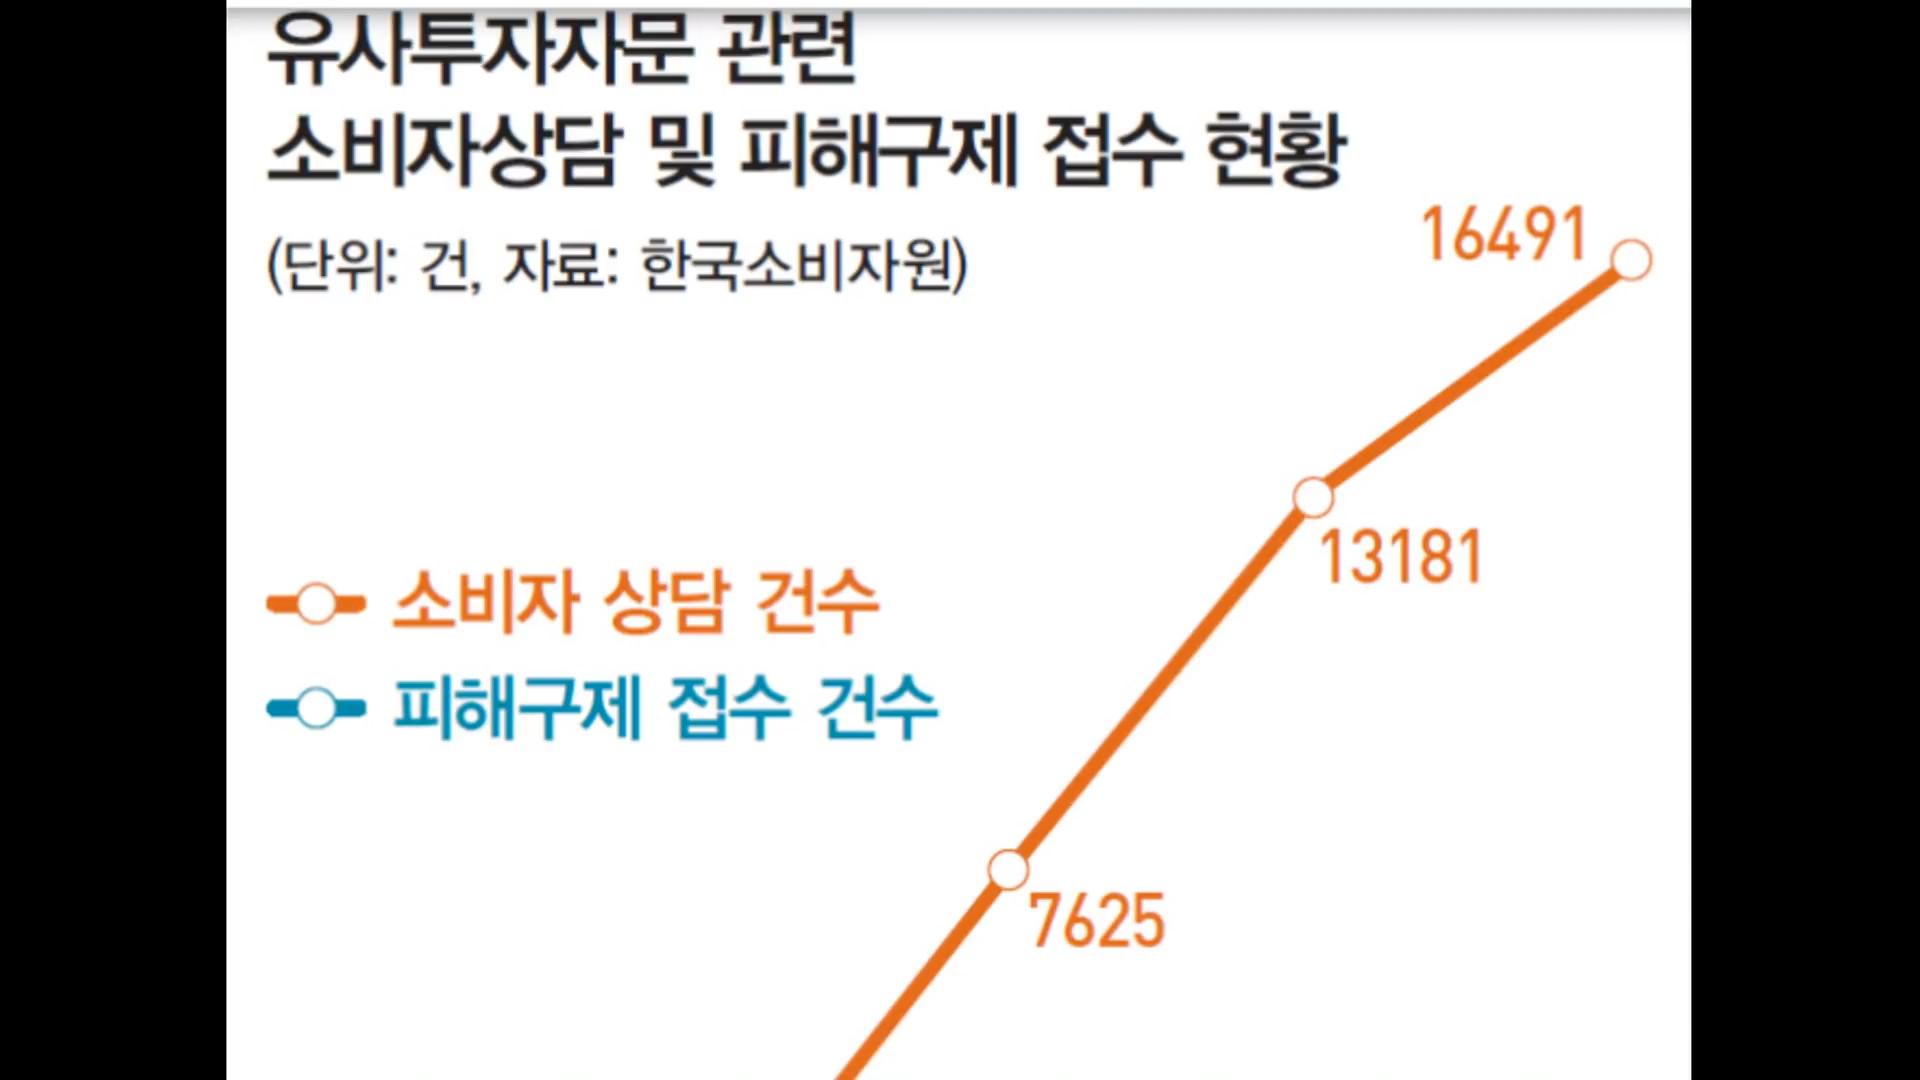 유사투자자문 관련
소비자상담 및 피해구제 접수 현황
(단위: 건, 자료: 한국소비자원)
16491
13181
소비자 상담 건수
피해구제 접수 건수
7625